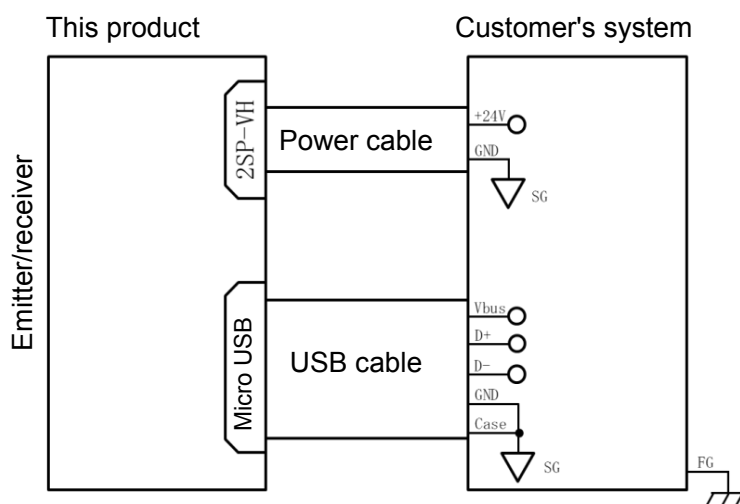 This product
Customer's system
Emitter/receiver
2SP-VH
Power cable
+24V
GND
SG
Micro USB
USB cable
Vbus
D+
D-
GND
Case
SG
FG